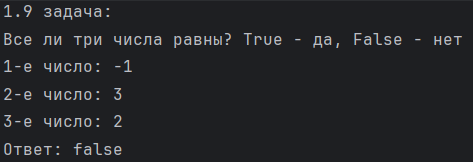 1.9 задача:
Все ли три числа равны? True - да, False - нет
1-е число: -1
2-е число: 3
3-е число: 2
Ответ: false